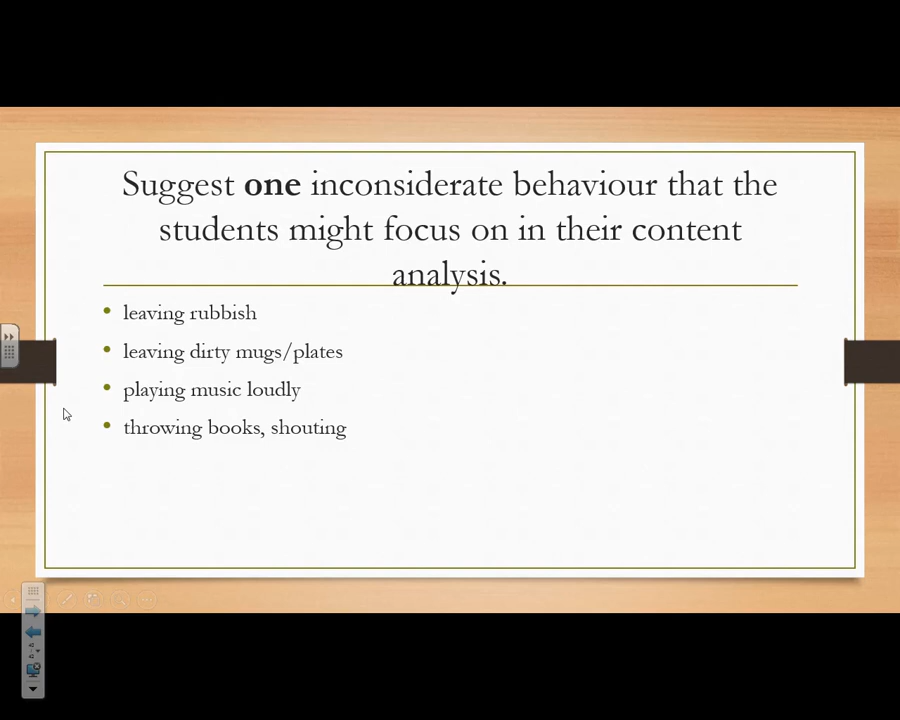 Suggest one inconsiderate behaviour that the
students might focus on in their content
analysis.
leaving rubbish
leaving dirty mugs/plates
playing music loudly
throwing books, shouting